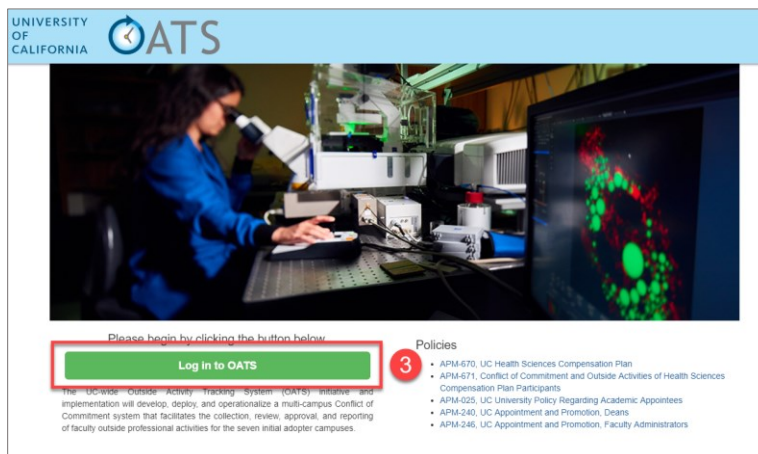 UNIVERSITY
OF
CALIFORNIA
OATS
Please begin by clicking the button below
Log in to OATS
3
The UC-wide Outside Activity Tracking System (OATS) initiative and
implementation will develop, deploy, and operationalize a multi-campus Conflict of
Commitment system that facilitates the collection, review, approval, and reporting
of faculty outside professional activities for the seven initial adopter campuses.
Policies
• APM-670, UC Health Sciences Compensation Plan
• APM-671, Conflict of Commitment and Outside Activities of Health Sciences
Compensation Plan Participants
• APM-025, UC University Policy Regarding Academic Appointees
• APM-240, UC Appointment and Promotion, Deans
• APM-246, UC Appointment and Promotion, Faculty Administrators